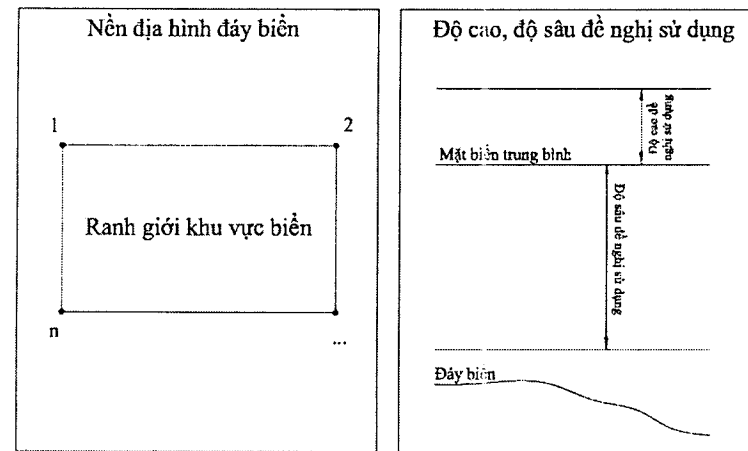 Nền địa hình đáy biển
1
2
Ranh giới khu vực biển
n
...
Độ cao, độ sâu đề nghị sử dụng
Độ cao đề
nghị sử dụng
Mặt biển trung bình
Độ sâu đề nghị sử dụng
Đáy biển